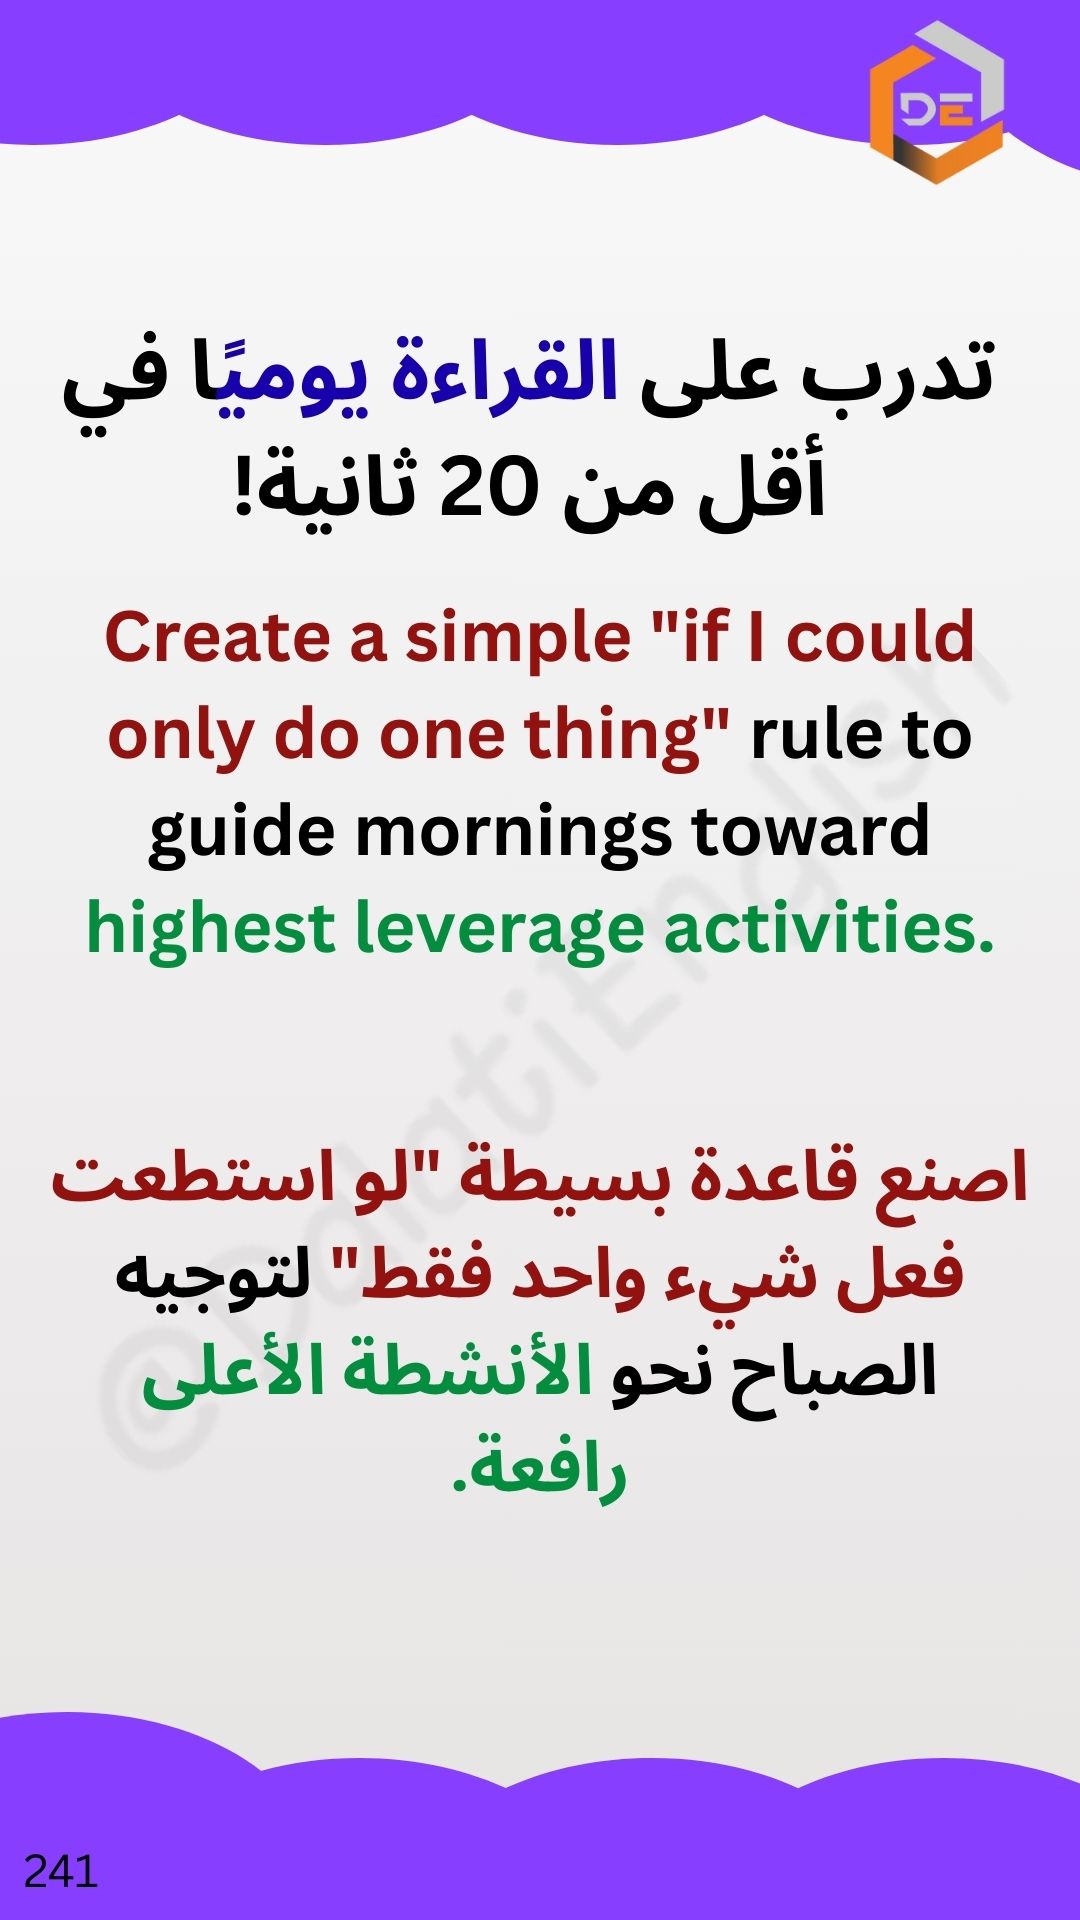 DE
تدرب على القراءة يوميًا في
أقل من 20 ثانية!
Create a simple "if I could
only do one thing" rule to
guide mornings toward
highest leverage activities.
اصنع قاعدة بسيطة "لو استطعت
فعل شيء واحد فقط" لتوجيه
الصباح نحو الأنشطة الأعلى
رافعة.
@DdatiEnglish
241